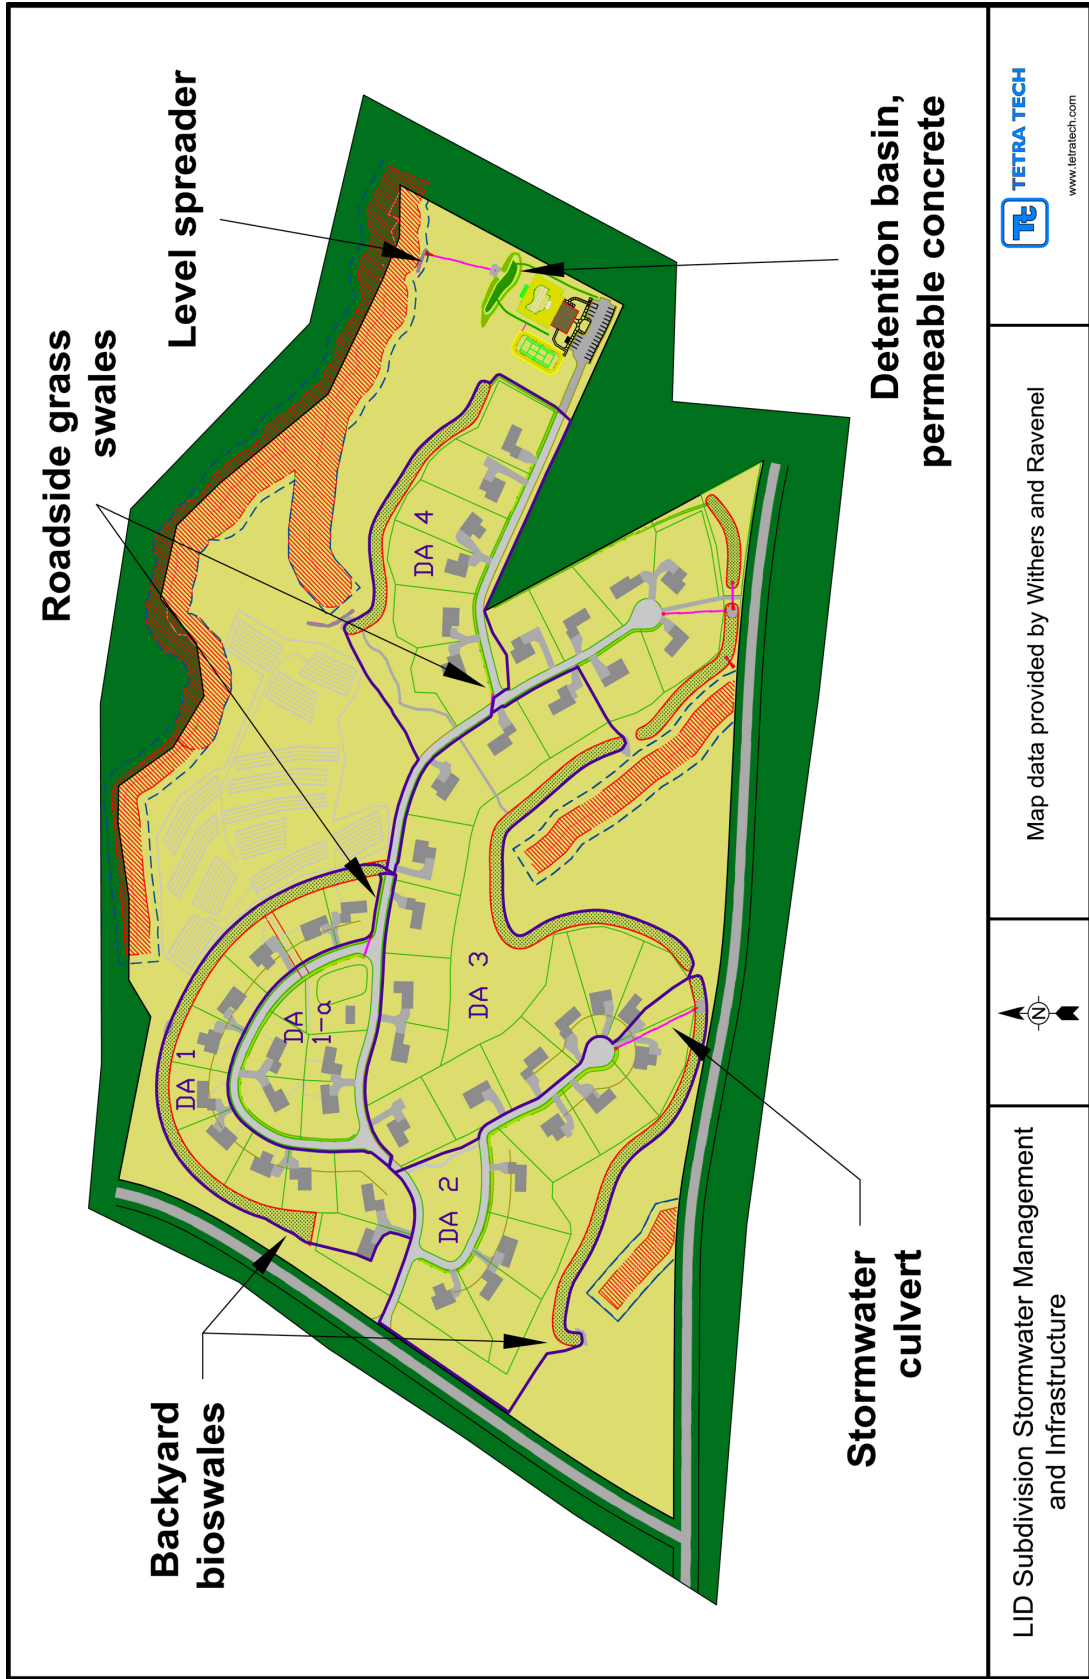 Roadside grass
swales
Level spreader
Backyard
bioswales
DA 1
DA
1-a
DA 2
DA 3
DA 4
Stormwater
culvert
Detention basin,
permeable concrete
LID Subdivision Stormwater Management
and Infrastructure
N
Map data provided by Withers and Ravenel
Tt TETRA TECH
www.tetratech.com